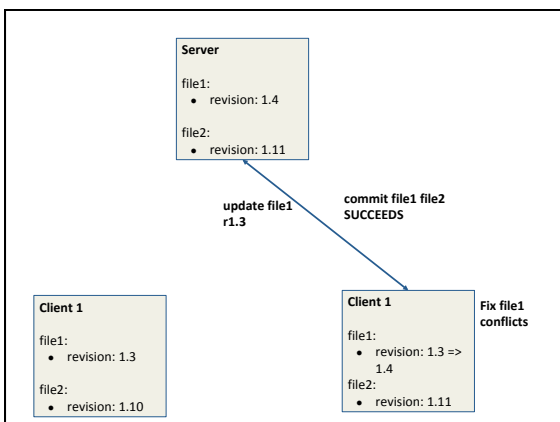 Server
file1:
● revision: 1.4
file2:
● revision: 1.11
update file1
r1.3
commit file1 file2
SUCCEEDS
Client 1
file1:
● revision: 1.3
file2:
● revision: 1.10
Client 1
file1:
● revision: 1.3 =>
1.4
file2:
● revision: 1.11
Fix file1
conflicts